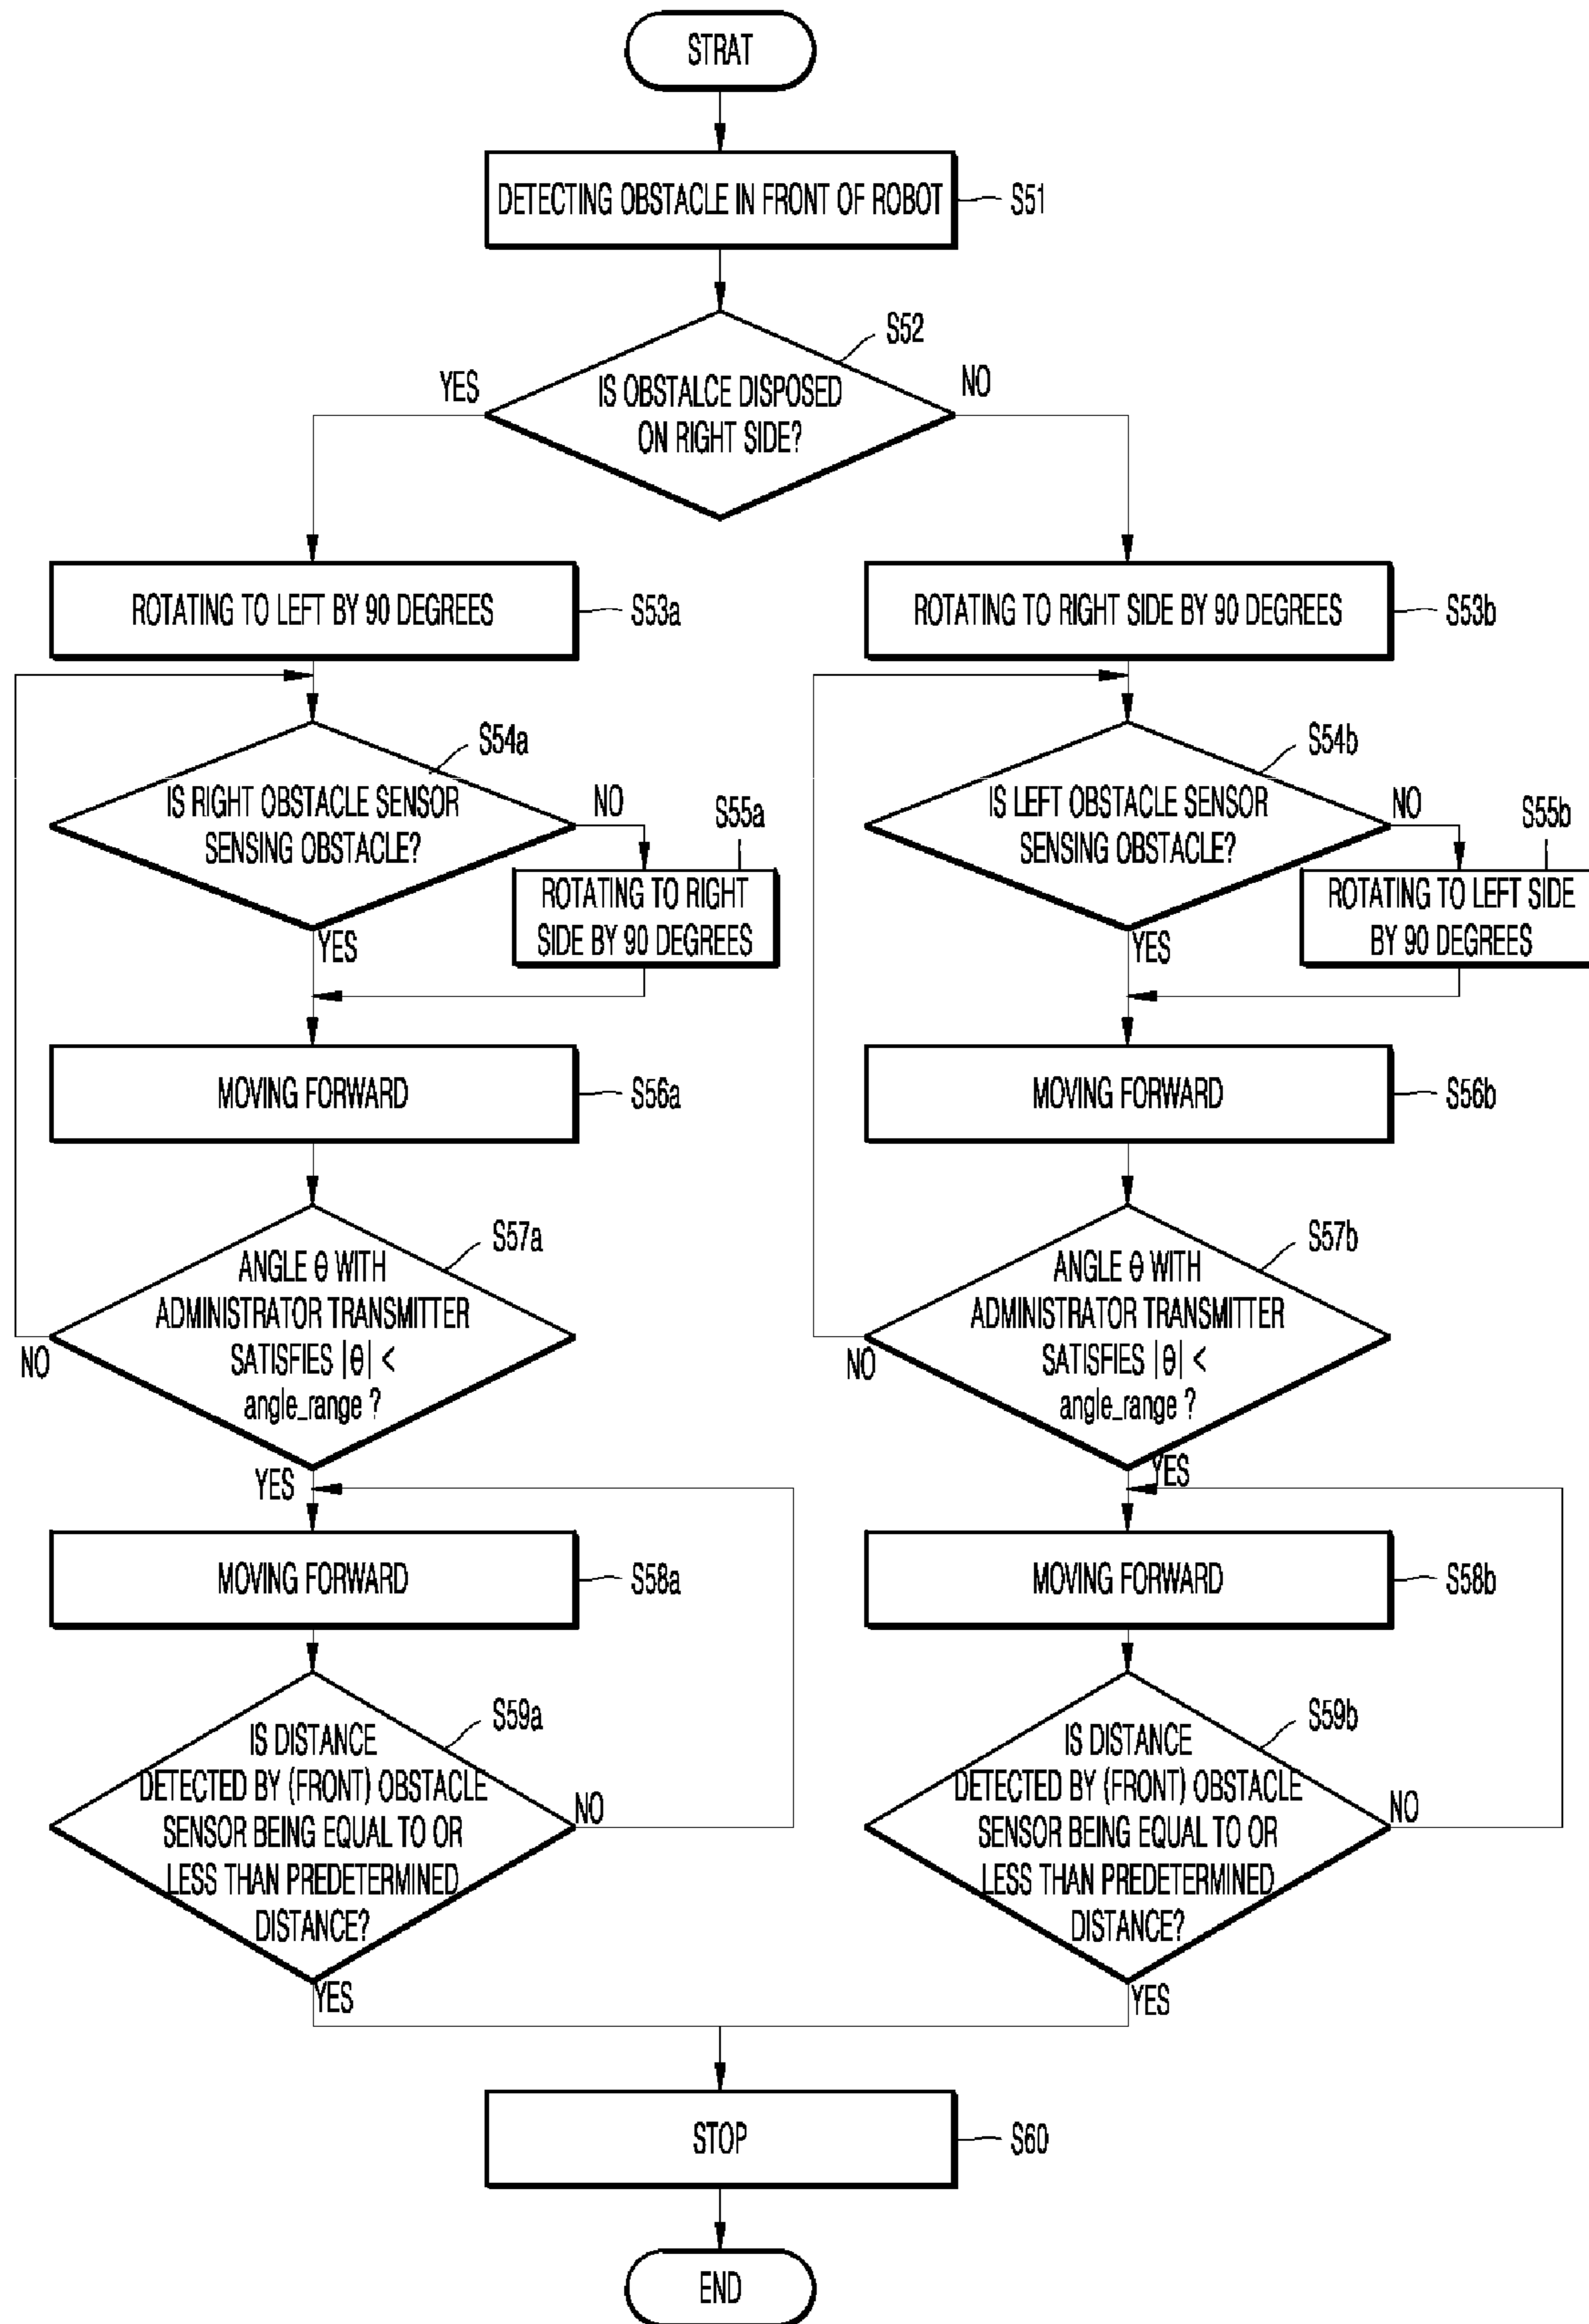 STRAT
DETECTING OBSTACLE IN FRONT OF ROBOT
S51
S52
YES
NO
IS OBSTALCE DISPOSED
ON RIGHT SIDE?
ROTATING TO LEFT BY 90 DEGREES
S53a
ROTATING TO RIGHT SIDE BY 90 DEGREES
S53b
S54a
IS RIGHT OBSTACLE SENSOR
SENSING OBSTACLE?
NO
S55a
ROTATING TO RIGHT
SIDE BY 90 DEGREES
YES
S54b
IS LEFT OBSTACLE SENSOR
SENSING OBSTACLE?
NO
S55b
ROTATING TO LEFT SIDE
BY 90 DEGREES
YES
MOVING FORWARD
S56a
MOVING FORWARD
S56b
S57a
ANGLE θ WITH
ADMINISTRATOR TRANSMITTER
SATISFIES |θ| <
angle_range ?
NO
YES
S57b
ANGLE θ WITH
ADMINISTRATOR TRANSMITTER
SATISFIES |θ| <
angle_range ?
NO
YES
MOVING FORWARD
S58a
MOVING FORWARD
S58b
S59a
IS DISTANCE
DETECTED BY (FRONT) OBSTACLE
SENSOR BEING EQUAL TO OR
LESS THAN PREDETERMINED
DISTANCE?
NO
YES
S59b
IS DISTANCE
DETECTED BY (FRONT) OBSTACLE
SENSOR BEING EQUAL TO OR
LESS THAN PREDETERMINED
DISTANCE?
NO
YES
STOP
S60
END